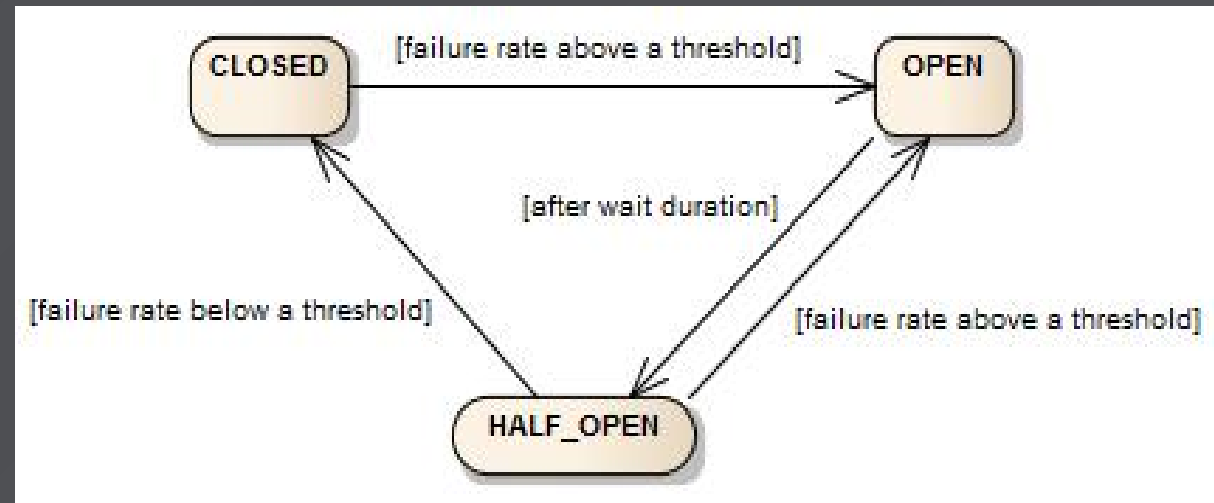 CLOSED
[failure rate above a threshold]
OPEN
[after wait duration]
[failure rate below a threshold]
[failure rate above a threshold]
HALF_OPEN